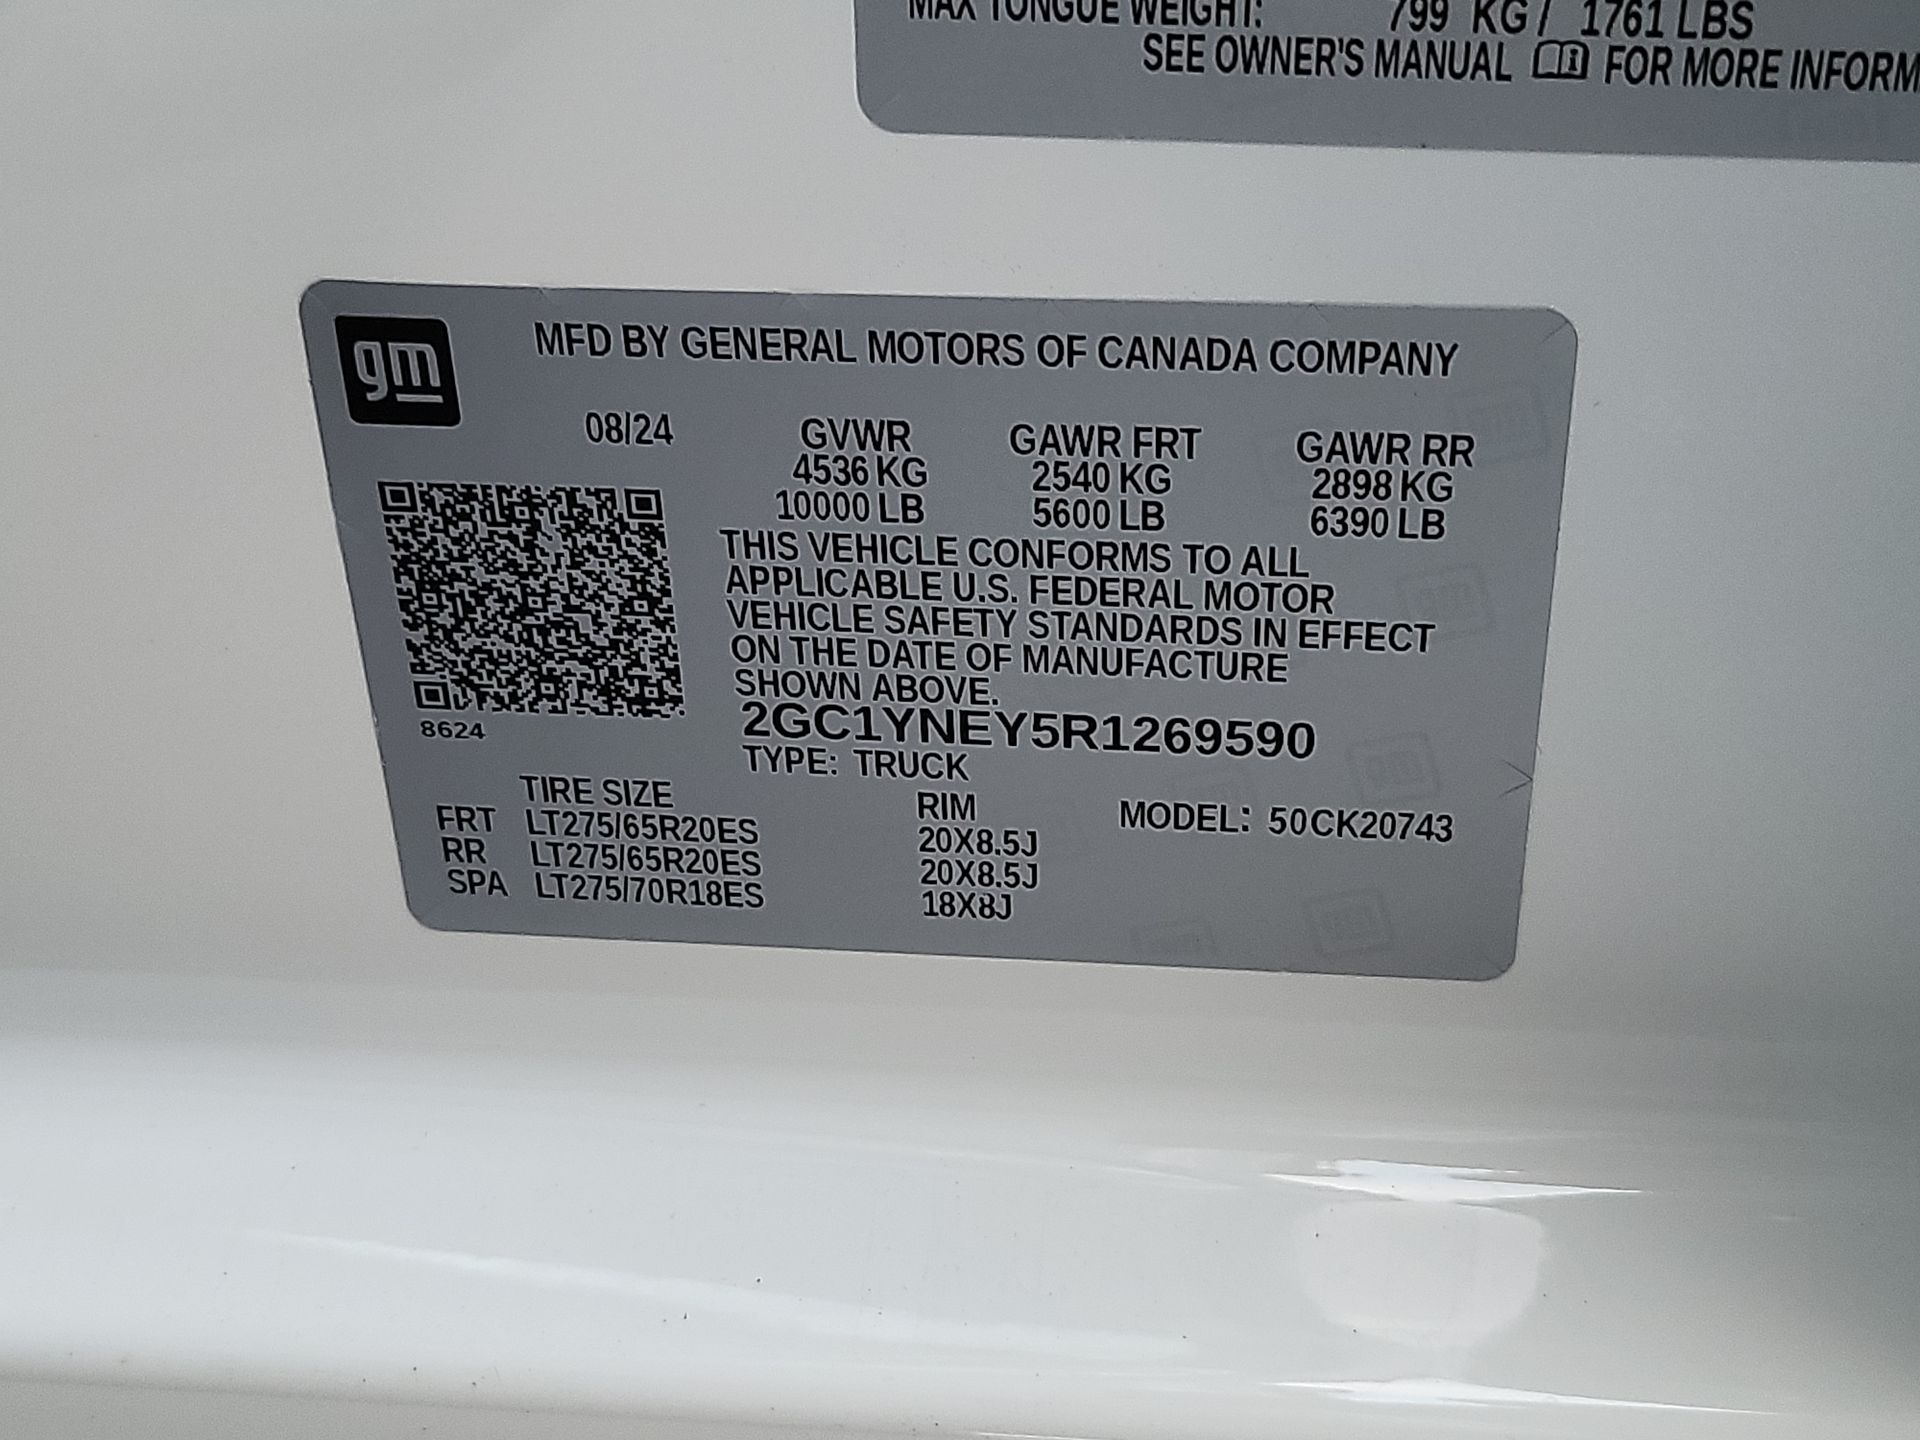 MAX TONGUE WEIGHT: 799 KG / 1761 LBS
SEE OWNER'S MANUAL FOR MORE INFORM
gm
MFD BY GENERAL MOTORS OF CANADA COMPANY
08/24 GVWR GAWR FRT GAWR RR
4536 KG 2540 KG 2898 KG
10000 LB 5600 LB 6390 LB
THIS VEHICLE CONFORMS TO ALL
APPLICABLE U.S. FEDERAL MOTOR
VEHICLE SAFETY STANDARDS IN EFFECT
ON THE DATE OF MANUFACTURE
SHOWN ABOVE.
8624
2GC1YNEY5R1269590
TYPE: TRUCK
TIRE SIZE RIM MODEL: 50CK20743
FRT LT275/65R20ES 20X8.5J
RR LT275/65R20ES 20X8.5J
SPA LT275/70R18ES 18X8J